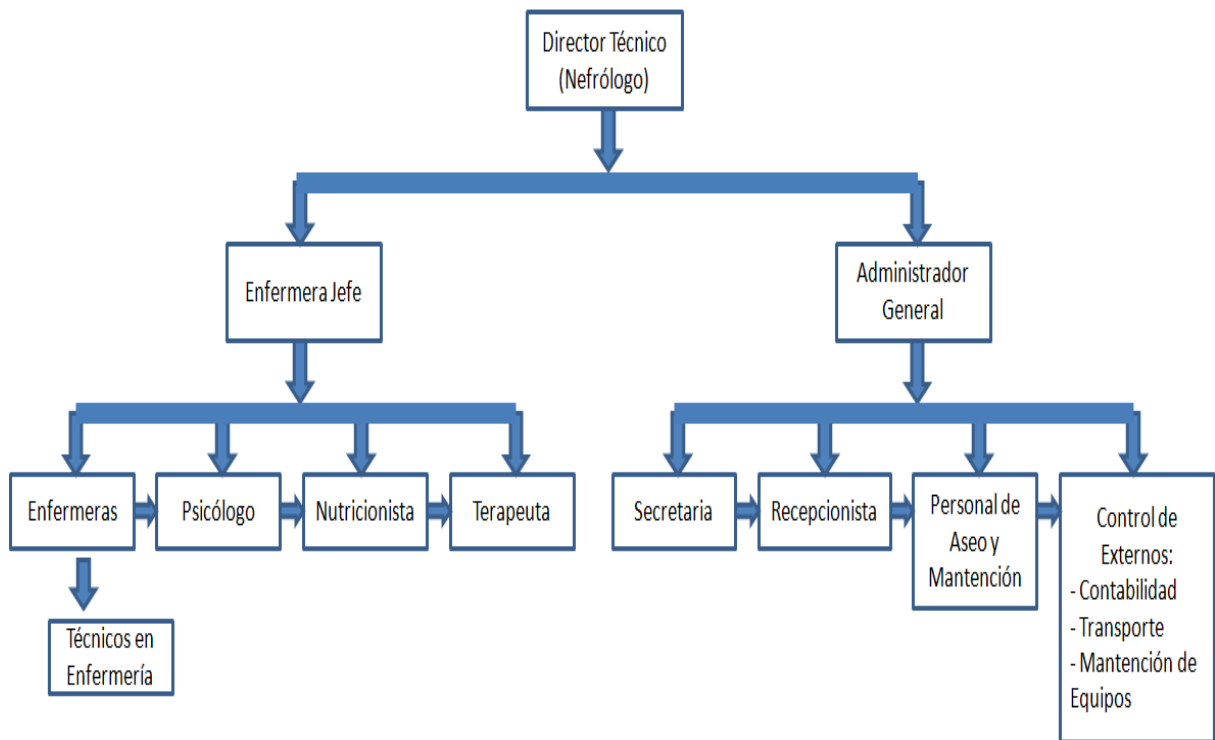 Director Técnico
(Nefrólogo)
Enfermera Jefe
Administrador
General
Enfermeras
Psicólogo
Nutricionista
Terapeuta
Secretaria
Recepcionista
Personal de
Aseo y
Mantención
Control de
Externos:
- Contabilidad
- Transporte
- Mantención de
Equipos
Técnicos en
Enfermería